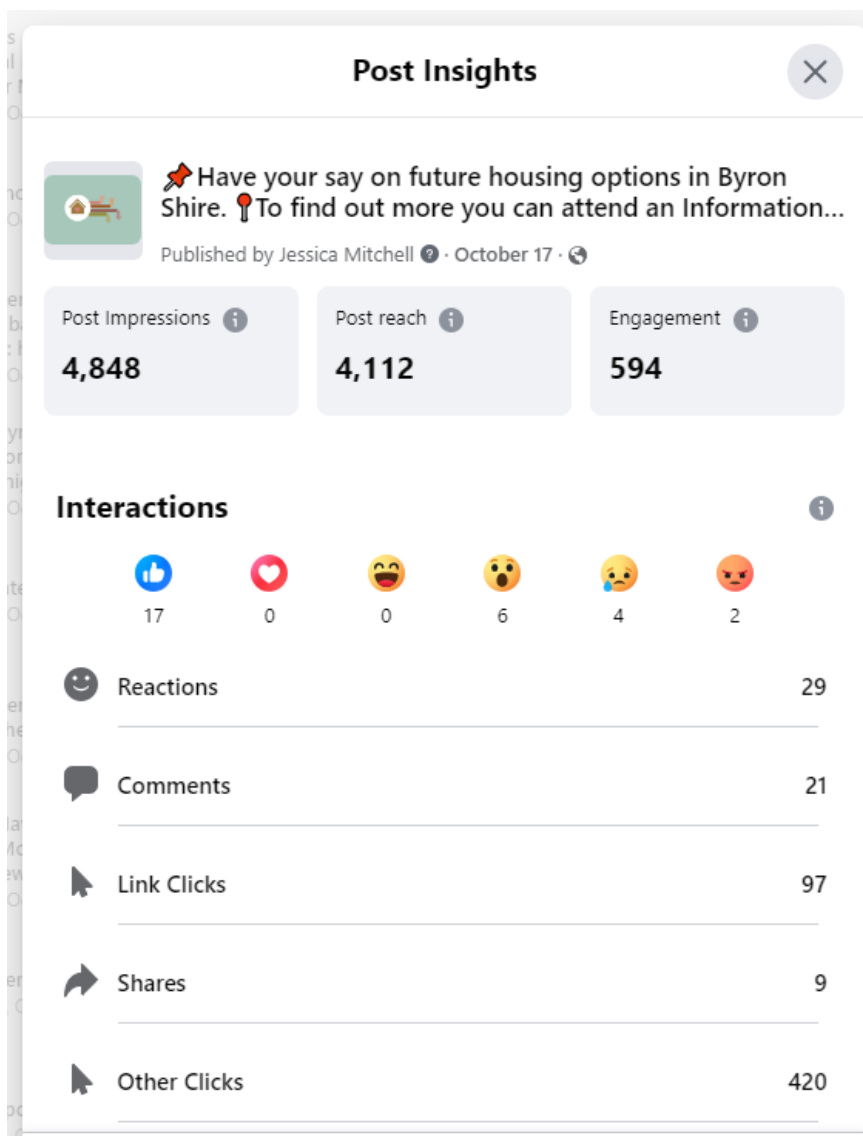 Post Insights
📌Have your say on future housing options in Byron
Shire. 📍To find out more you can attend an Information...
Published by Jessica Mitchell · October 17 ·
Post Impressions
4,848
Post reach
4,112
Engagement
594
Interactions
17 0 0 6 4 2
Reactions 29
Comments 21
Link Clicks 97
Shares 9
Other Clicks 420